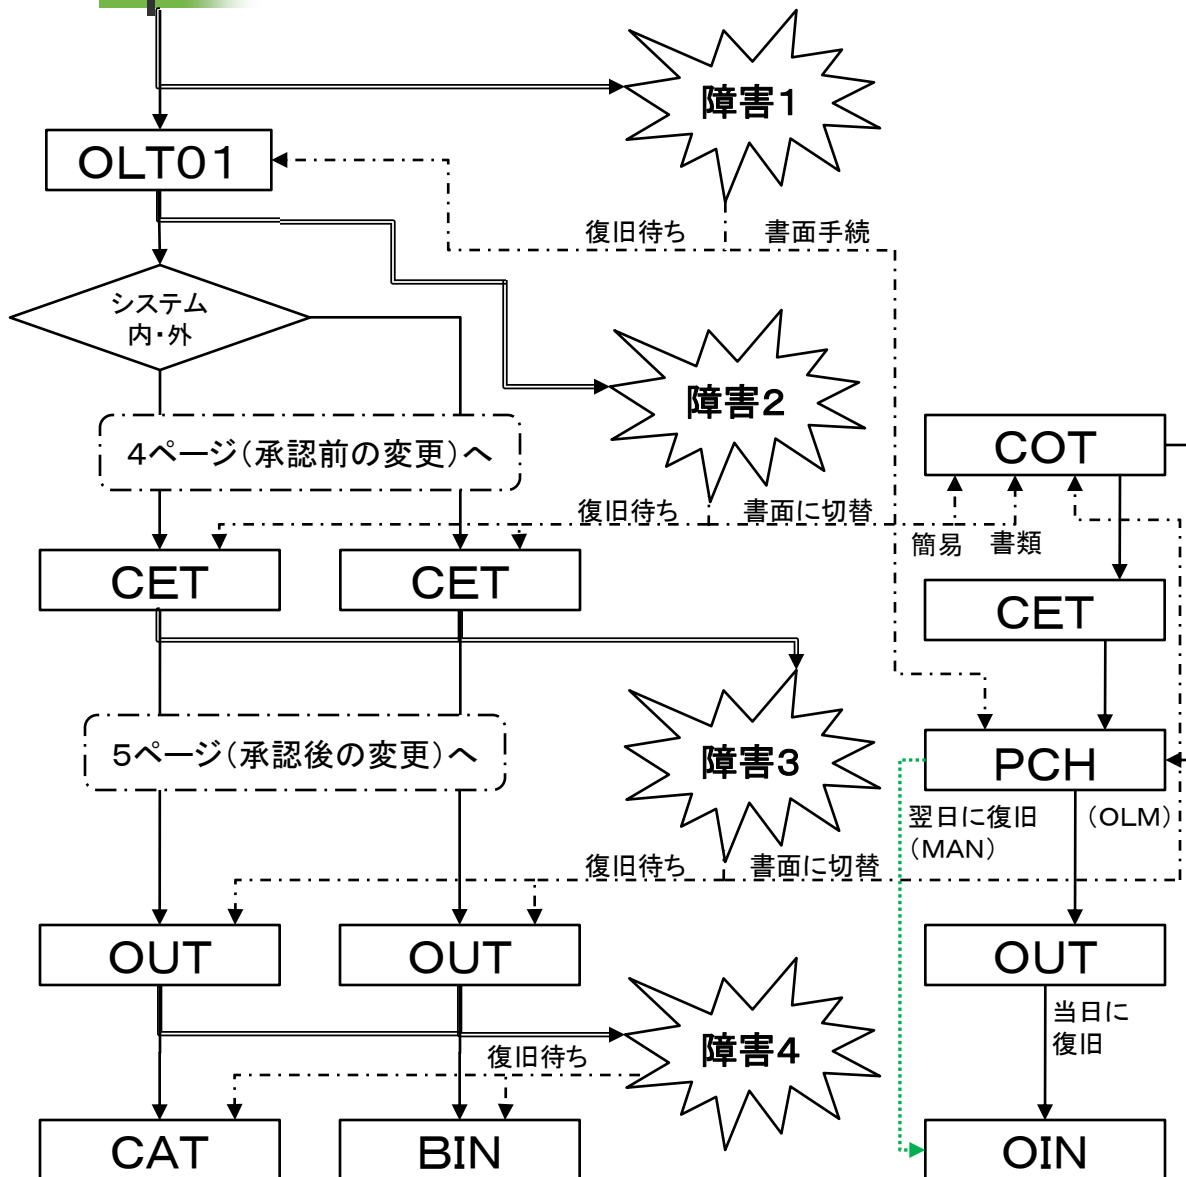 障害1
OLT01
復旧待ち
書面手続
システム
内・外
障害2
4ページ(承認前の変更)へ
COT
復旧待ち
書面に切替
簡易
書類
CET
CET
CET
5ページ(承認後の変更)へ
障害3
PCH
翌日に復旧
(MAN)
(OLM)
復旧待ち
書面に切替
OUT
OUT
OUT
当日に
復旧
障害4
復旧待ち
CAT
BIN
OIN